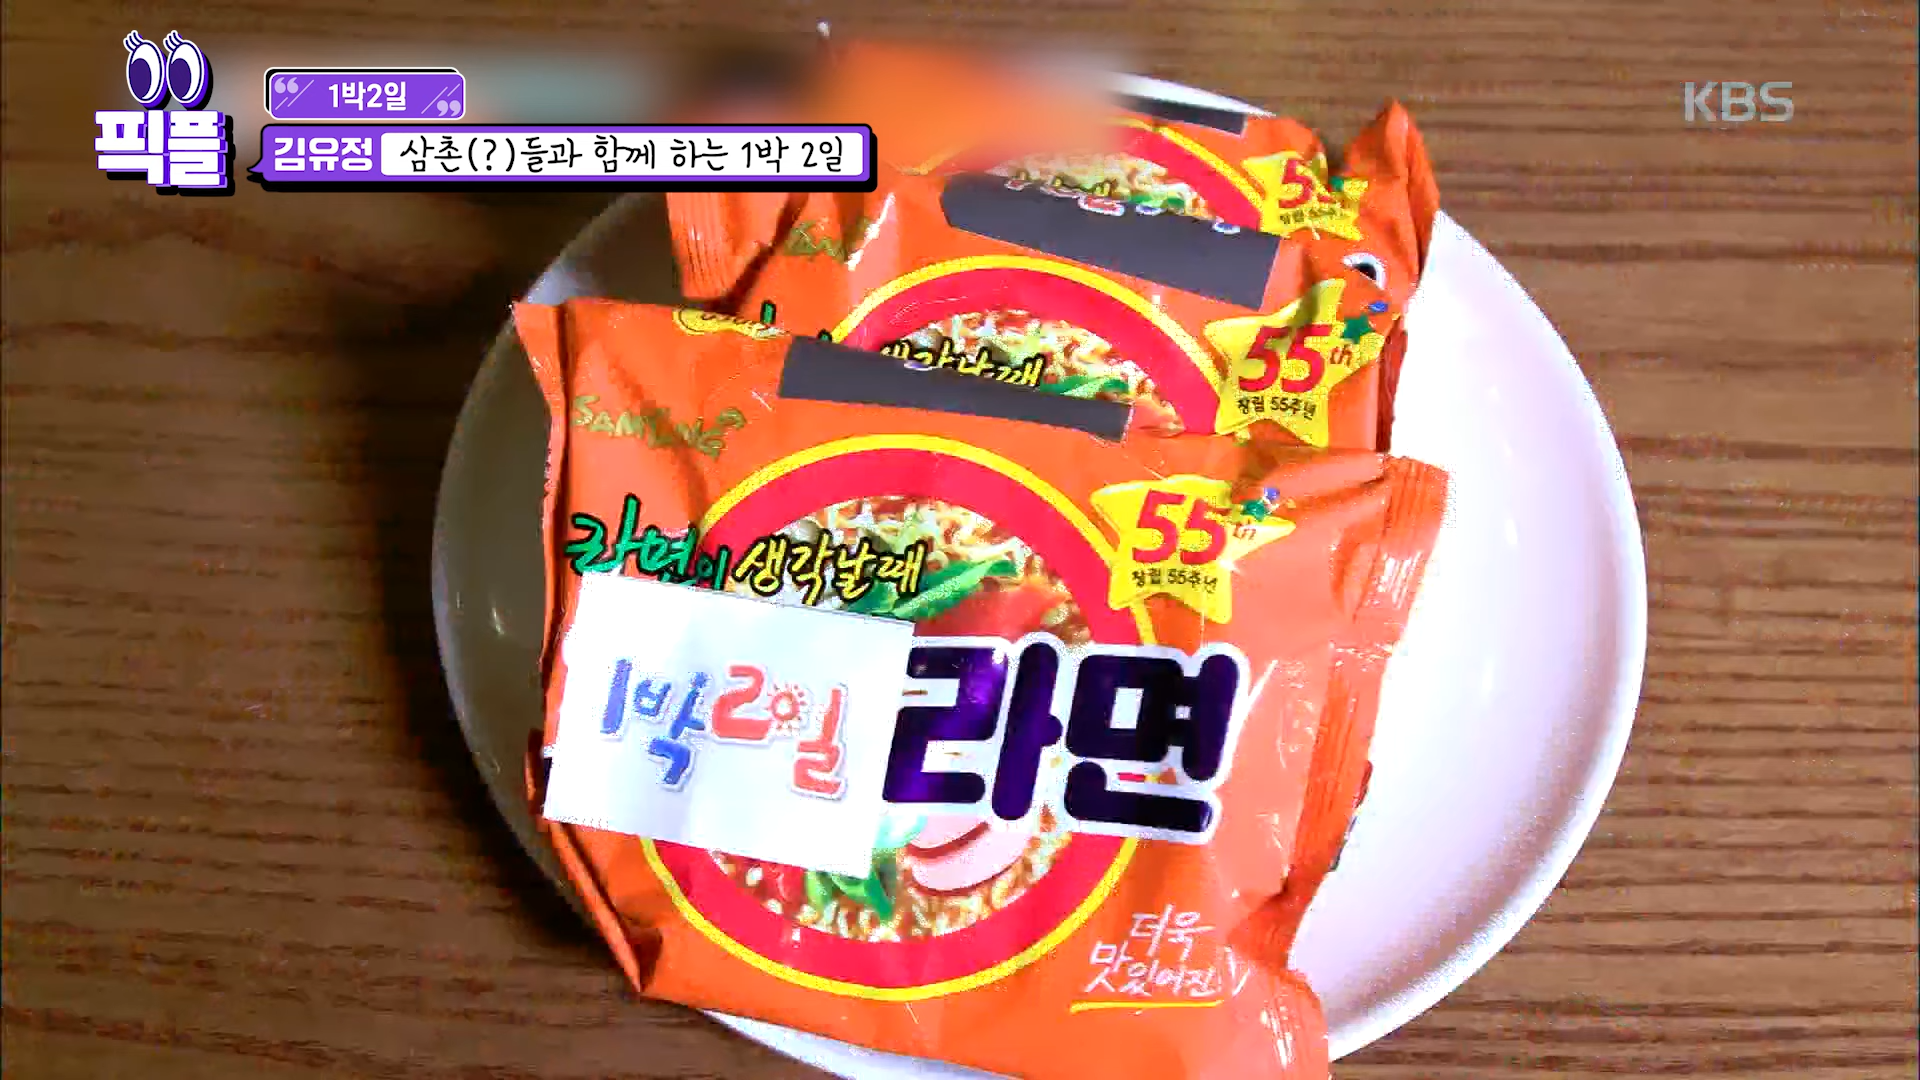 픽플
1박2일
김유정 삼촌(?)들과 함께 하는 1박 2일
KBS
55th
창립 55주년
SAMYANG
라면이 생각날때
55th
창립 55주년
1박2일 라면
더욱
맛있어진